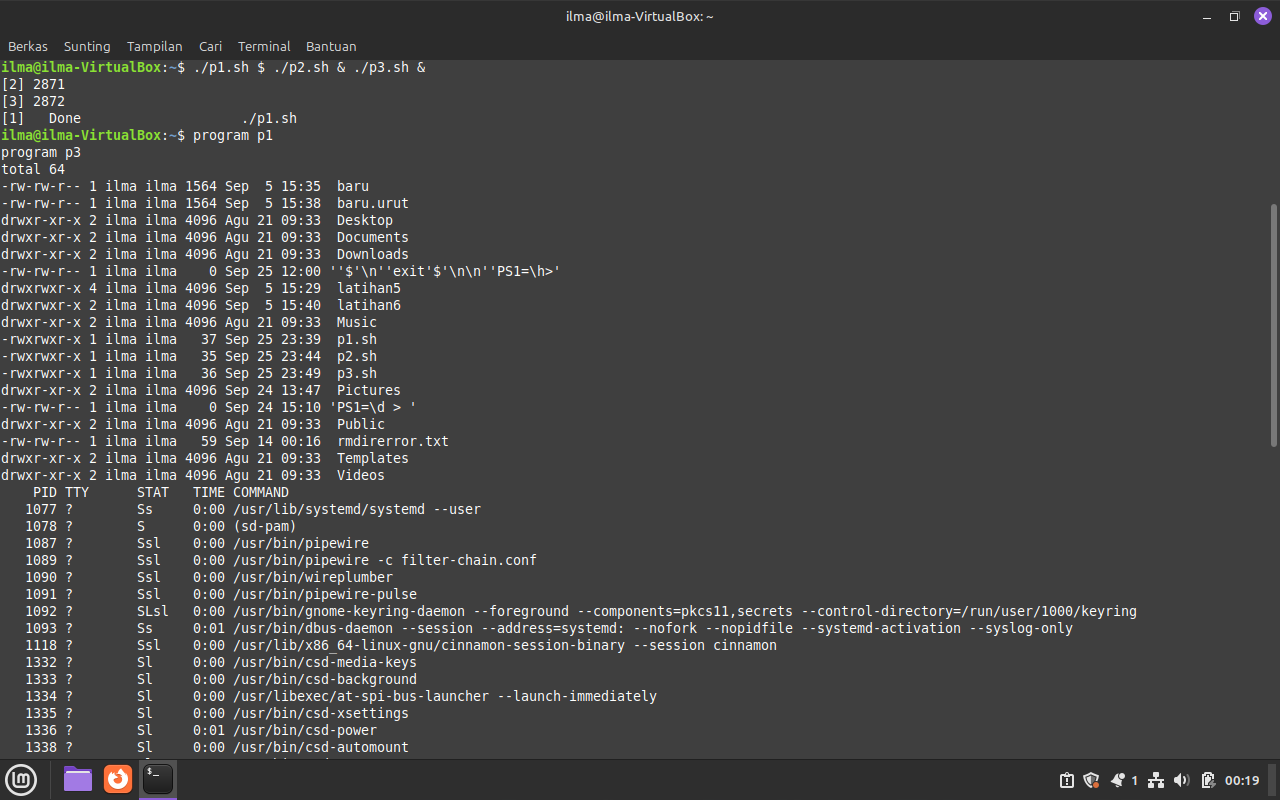 ilma@ilma-VirtualBox: ~
Berkas Sunting Tampilan Cari Terminal Bantuan
ilma@ilma-VirtualBox:~$ ./p1.sh $ ./p2.sh & ./p3.sh &
[2] 2871
[3] 2872
[1]   Done                    ./p1.sh
ilma@ilma-VirtualBox:~$ program p1
program p3
total 64
-rw-rw-r-- 1 ilma ilma 1564 Sep  5 15:35  baru
-rw-rw-r-- 1 ilma ilma 1564 Sep  5 15:38  baru.urut
drwxr-xr-x 2 ilma ilma 4096 Agu 21 09:33  Desktop
drwxr-xr-x 2 ilma ilma 4096 Agu 21 09:33  Documents
drwxr-xr-x 2 ilma ilma 4096 Agu 21 09:33  Downloads
-rw-rw-r-- 1 ilma ilma    0 Sep 25 12:00 ''$'\n''exit'$'\n\n''PS1=\h>'
drwxrwxr-x 4 ilma ilma 4096 Sep  5 15:29  latihan5
drwxrwxr-x 2 ilma ilma 4096 Sep  5 15:40  latihan6
drwxr-xr-x 2 ilma ilma 4096 Agu 21 09:33  Music
-rwxrwxr-x 1 ilma ilma   37 Sep 25 23:39  p1.sh
-rwxrwxr-x 1 ilma ilma   35 Sep 25 23:44  p2.sh
-rwxrwxr-x 1 ilma ilma   36 Sep 25 23:49  p3.sh
drwxr-xr-x 2 ilma ilma 4096 Sep 24 13:47  Pictures
-rw-rw-r-- 1 ilma ilma    0 Sep 24 15:10 'PS1=\d > '
drwxr-xr-x 2 ilma ilma 4096 Agu 21 09:33  Public
-rw-rw-r-- 1 ilma ilma   59 Sep 14 00:16  rmdirerror.txt
drwxr-xr-x 2 ilma ilma 4096 Agu 21 09:33  Templates
drwxr-xr-x 2 ilma ilma 4096 Agu 21 09:33  Videos
    PID TTY      STAT   TIME COMMAND
   1077 ?        Ss     0:00 /usr/lib/systemd/systemd --user
   1078 ?        S      0:00 (sd-pam)
   1087 ?        Ssl    0:00 /usr/bin/pipewire
   1089 ?        Ssl    0:00 /usr/bin/pipewire -c filter-chain.conf
   1090 ?        Ssl    0:00 /usr/bin/wireplumber
   1091 ?        Ssl    0:00 /usr/bin/pipewire-pulse
   1092 ?        SLsl   0:00 /usr/bin/gnome-keyring-daemon --foreground --components=pkcs11,secrets --control-directory=/run/user/1000/keyring
   1093 ?        Ss     0:01 /usr/bin/dbus-daemon --session --address=systemd: --nofork --nopidfile --systemd-activation --syslog-only
   1118 ?        Ssl    0:00 /usr/lib/x86_64-linux-gnu/cinnamon-session-binary --session cinnamon
   1332 ?        Sl     0:00 /usr/bin/csd-media-keys
   1333 ?        Sl     0:00 /usr/bin/csd-background
   1334 ?        Sl     0:00 /usr/libexec/at-spi-bus-launcher --launch-immediately
   1335 ?        Sl     0:00 /usr/bin/csd-xsettings
   1336 ?        Sl     0:01 /usr/bin/csd-power
   1338 ?        Sl     0:00 /usr/bin/csd-automount
1 00:19